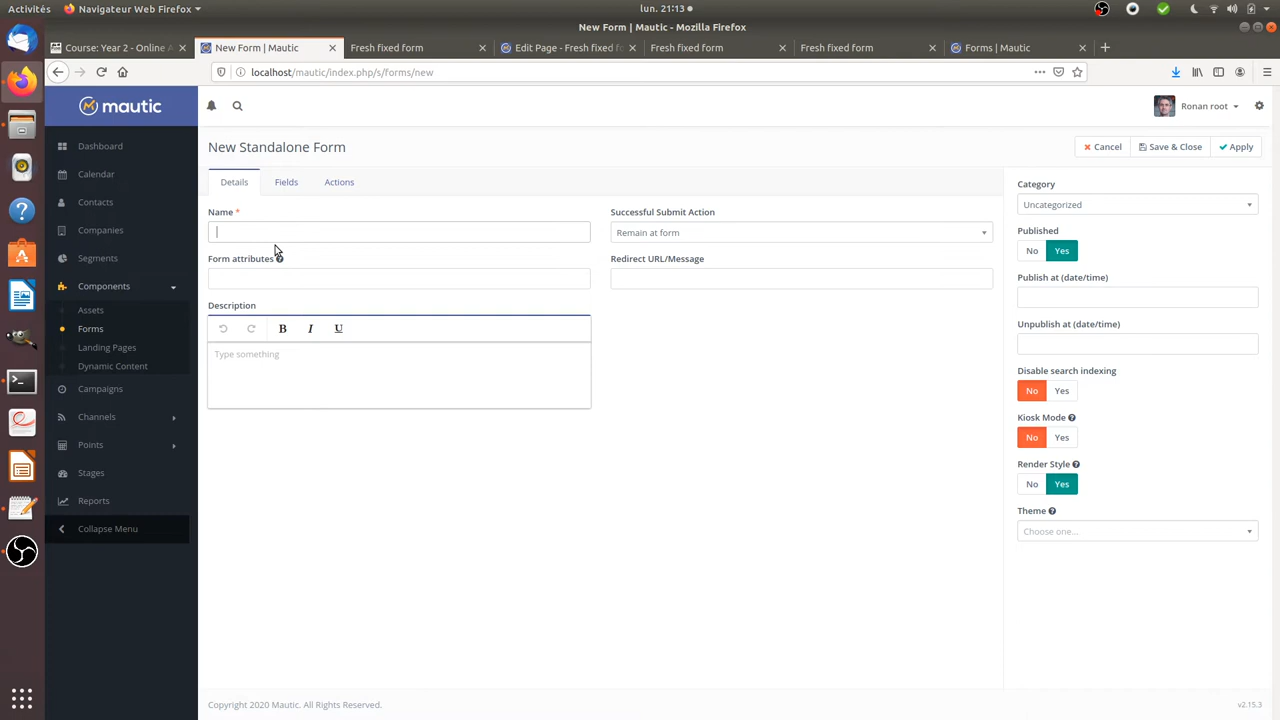 Activités
Navigateur Web Firefox
lun. 21:13
New Form | Mautic - Mozilla Firefox
Course: Year 2 - Online A
New Form | Mautic
Fresh fixed form
Edit Page - Fresh fixed f
Fresh fixed form
Fresh fixed form
Forms | Mautic
localhost/mautic/index.php/s/forms/new
mautic
Ronan root
Dashboard
Calendar
Contacts
Companies
Segments
Components
Assets
Forms
Landing Pages
Dynamic Content
Campaigns
Channels
Points
Stages
Reports
Collapse Menu
New Standalone Form
Cancel
Save & Close
Apply
Details
Fields
Actions
Name *
Successful Submit Action
Remain at form
Form attributes
Redirect URL/Message
Description
B I U
Type something
Category
Uncategorized
Published
No Yes
Publish at (date/time)
Unpublish at (date/time)
Disable search indexing
No Yes
Kiosk Mode
No Yes
Render Style
No Yes
Theme
Choose one...
Copyright 2020 Mautic. All Rights Reserved.
v2.15.3